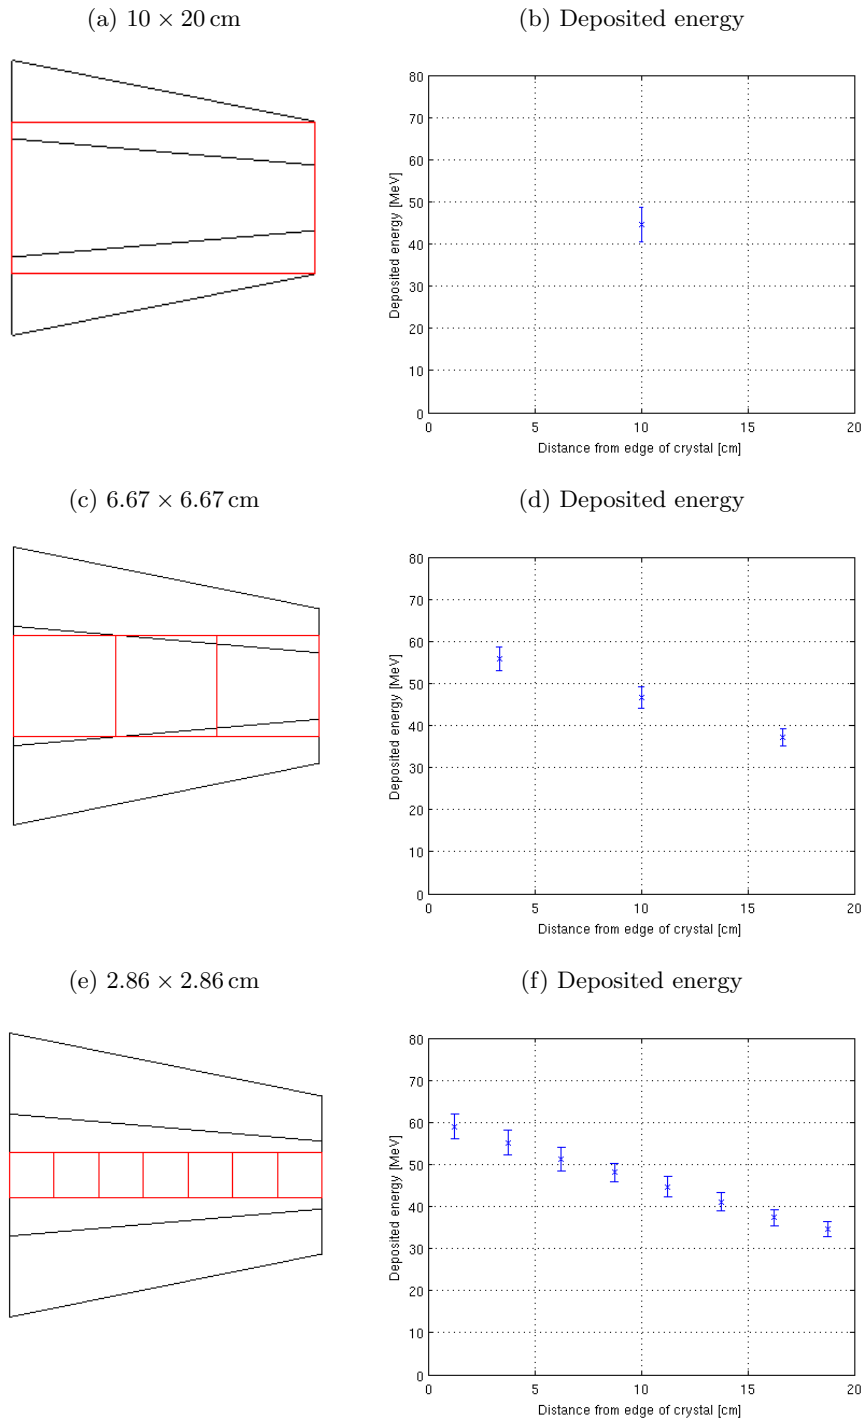 (a) 10 × 20 cm
(b) Deposited energy
80
70
60
50
40
30
20
10
0
Deposited energy [MeV]
0 5 10 15 20
Distance from edge of crystal [cm]
(c) 6.67 × 6.67 cm
(d) Deposited energy
80
70
60
50
40
30
20
10
0
Deposited energy [MeV]
0 5 10 15 20
Distance from edge of crystal [cm]
(e) 2.86 × 2.86 cm
(f) Deposited energy
80
70
60
50
40
30
20
10
0
Deposited energy [MeV]
0 5 10 15 20
Distance from edge of crystal [cm]